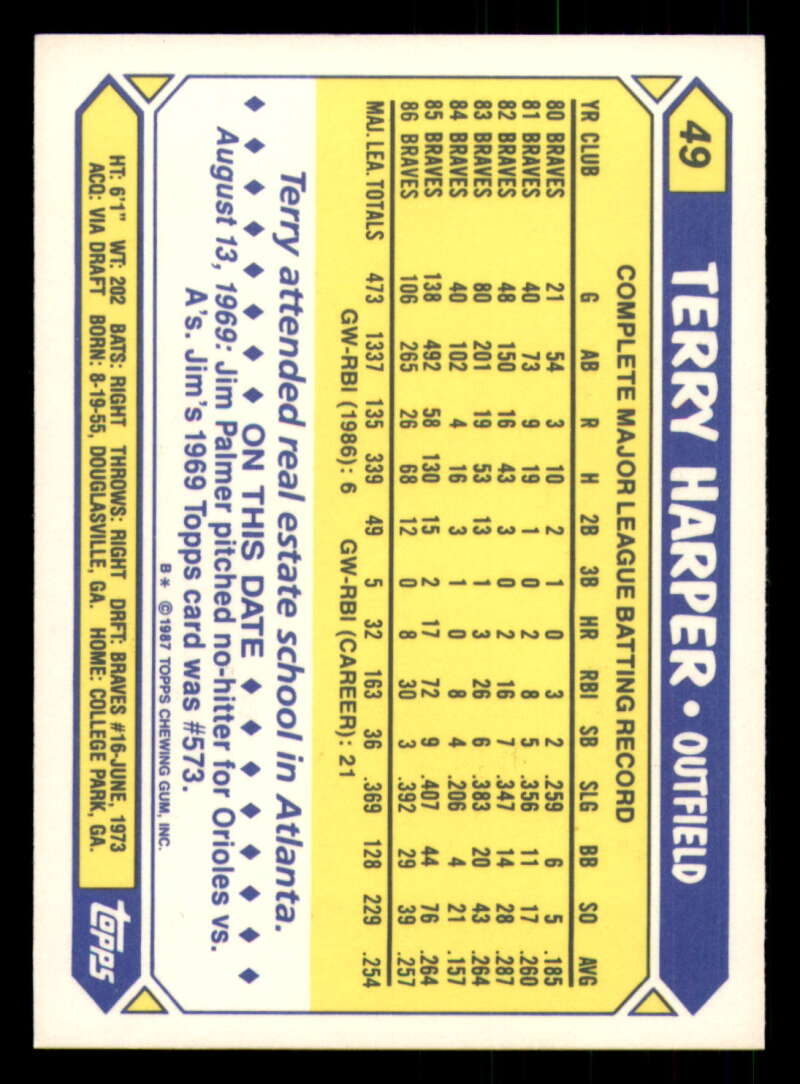 49
TERRY HARPER • OUTFIELD
COMPLETE MAJOR LEAGUE BATTING RECORD
YR CLUB G AB R H 2B 3B HR RBI SB SLG BB SO AVG
80 BRAVES 21 54 3 10 2 1 0 3 2 .259 6 5 .185
81 BRAVES 40 73 9 19 1 0 2 8 5 .356 11 17 .260
82 BRAVES 48 150 16 43 3 0 2 16 7 .347 14 28 .287
83 BRAVES 80 201 19 53 13 1 3 26 6 .383 20 43 .264
84 BRAVES 40 102 4 16 3 1 0 8 4 .206 4 21 .157
85 BRAVES 138 492 58 130 15 2 17 72 9 .407 44 76 .264
86 BRAVES 106 265 26 68 12 0 8 30 3 .392 29 39 .257
MAJ. LEA. TOTALS 473 1337 135 339 49 5 32 163 36 .369 128 229 .254
GW-RBI (1986): 6 GW-RBI (CAREER): 21
Terry attended real estate school in Atlanta.
ON THIS DATE
August 13, 1969: Jim Palmer pitched no-hitter for Orioles vs.
A's. Jim's 1969 Topps card was #573.
B* ©1987 TOPPS CHEWING GUM, INC.
HT: 6'1" WT: 202 BATS: RIGHT THROWS: RIGHT DRFT: BRAVES #16-JUNE, 1973
ACQ: VIA DRAFT BORN: 8-19-55, DOUGLASVILLE, GA. HOME: COLLEGE PARK, GA.
topps